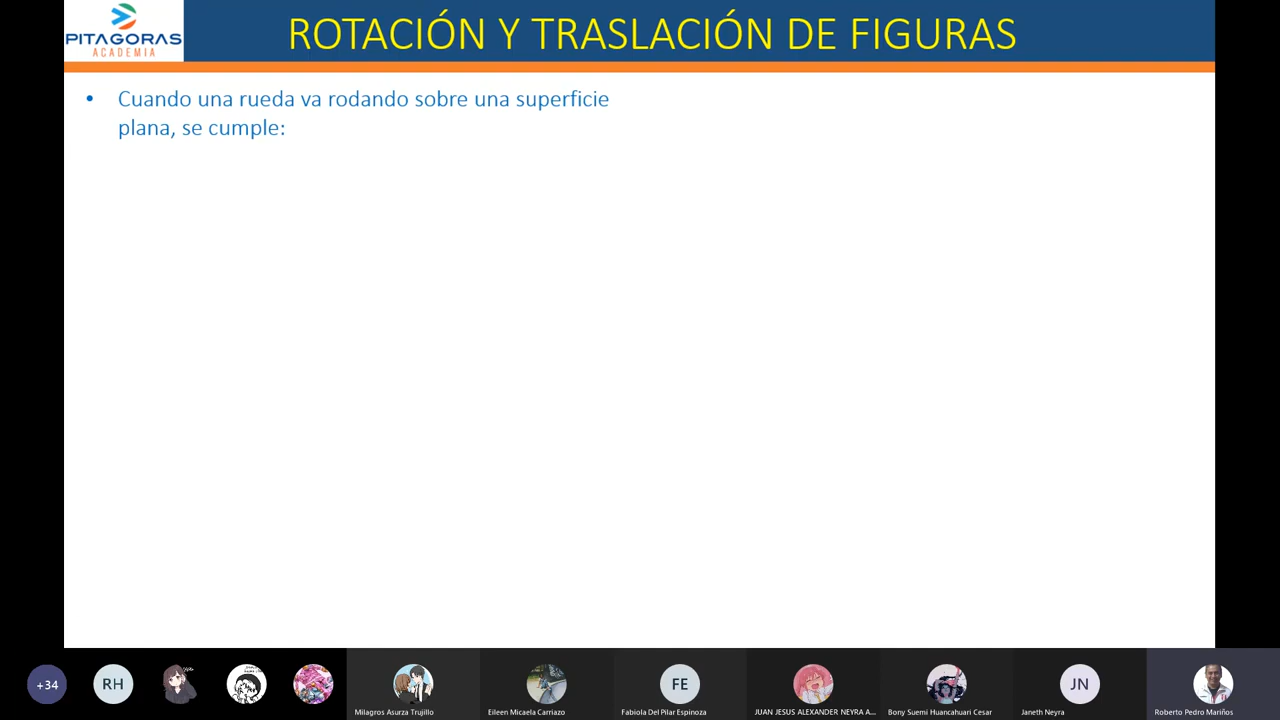 PITAGORAS
ACADEMIA
ROTACIÓN Y TRASLACIÓN DE FIGURAS
• Cuando una rueda va rodando sobre una superficie
plana, se cumple:
+34
RH
FE
JN
Milagros Asurza Trujillo
Eileen Micaela Carriazo
Fabiola Del Pilar Espinoza
JUAN JESUS ALEXANDER NEYRA A...
Bony Suemi Huancahuari Cesar
Janeth Neyra
Roberto Pedro Mariños